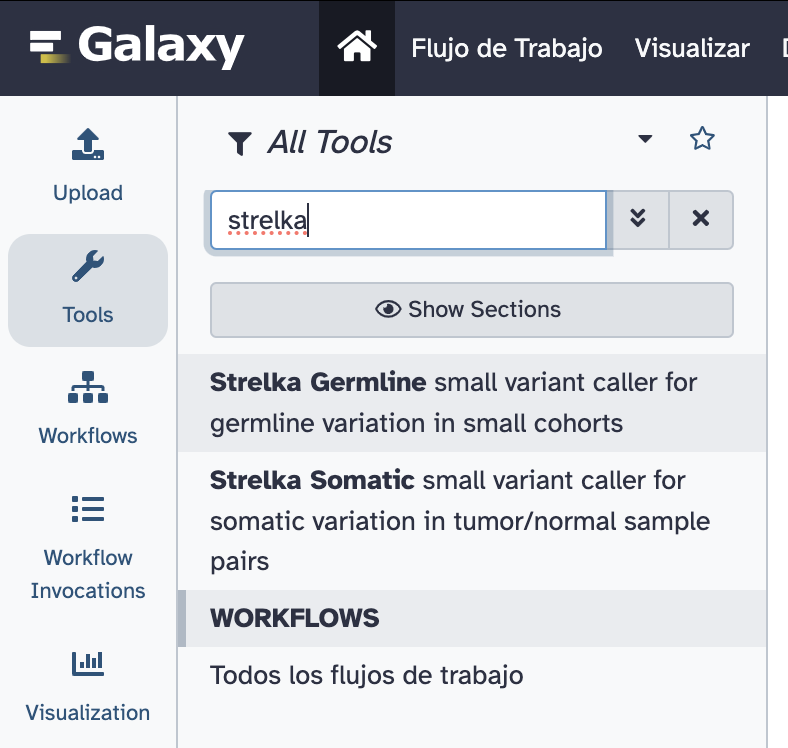 Galaxy
Flujo de Trabajo
Visualizar
Upload
Tools
Workflows
Workflow
Invocations
Visualization
All Tools
strelka
Show Sections
Strelka Germline small variant caller for
germline variation in small cohorts
Strelka Somatic small variant caller for
somatic variation in tumor/normal sample
pairs
WORKFLOWS
Todos los flujos de trabajo